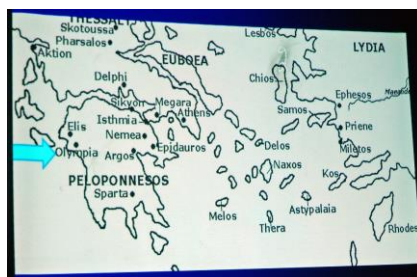 THESSALY
Skotoussa
Pharsalos
Aktion
Lesbos
LYDIA
EUBOEA
Delphi
Chios
Sikyon
Megara
Isthmia
Athens
Ephesos
Samos
Elis
Nemea
Priene
Olympia
Epidauros
Delos
Miletos
Argos
Naxos
PELOPONNESOS
Kos
Sparta
Melos
Astypalaia
Thera
Rhodes